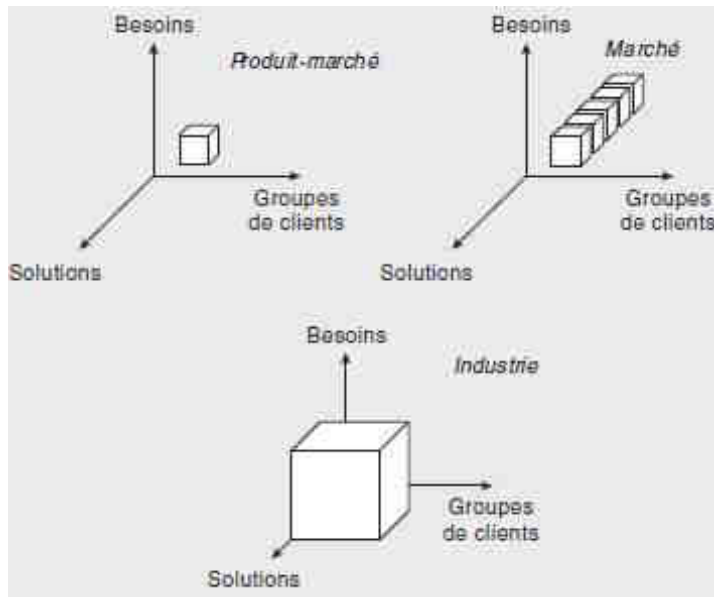 Besoins
Produit-marché
Groupes
de clients
Solutions
Besoins
Marché
Groupes
de clients
Solutions
Besoins
Industrie
Groupes
de clients
Solutions